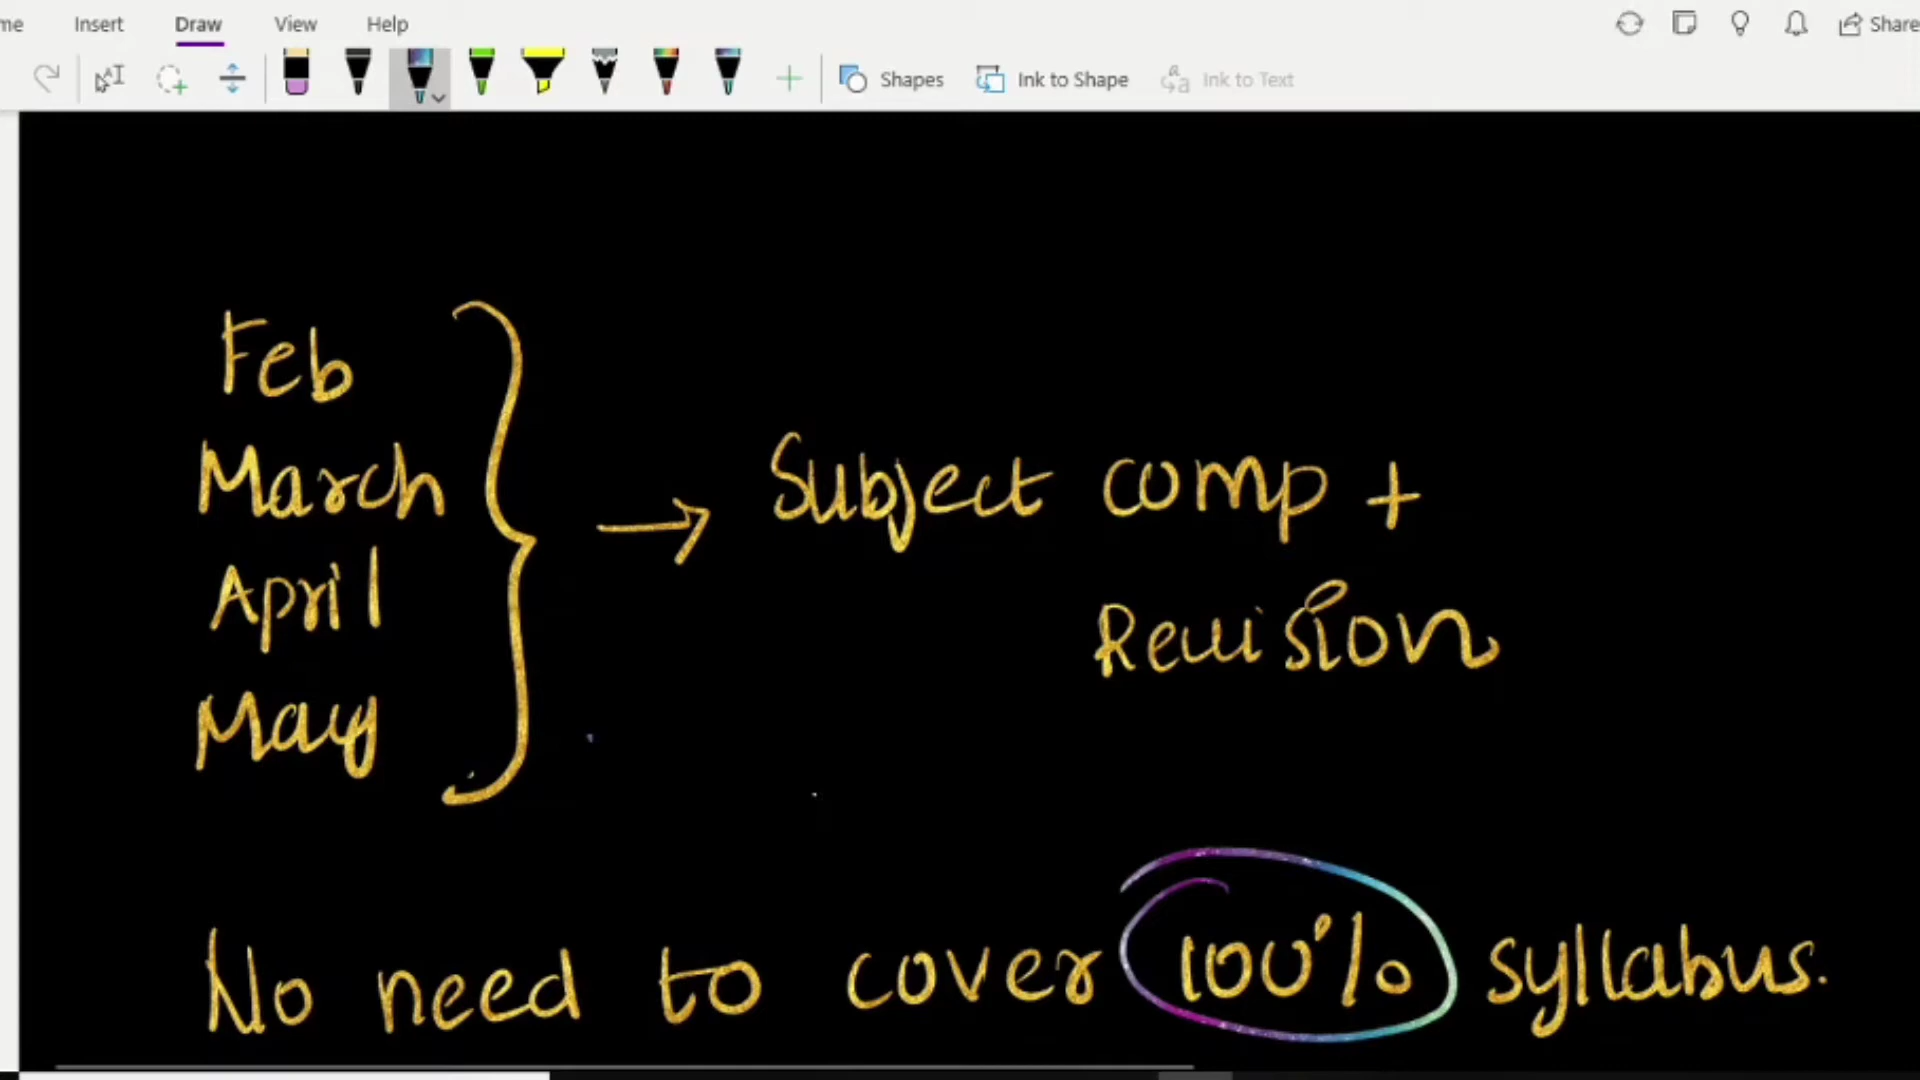 me Insert Draw View Help Share
Shapes Ink to Shape Ink to Text
Feb
March
April
May
→ Subject comp +
Revision
No need to cover 100% syllabus.